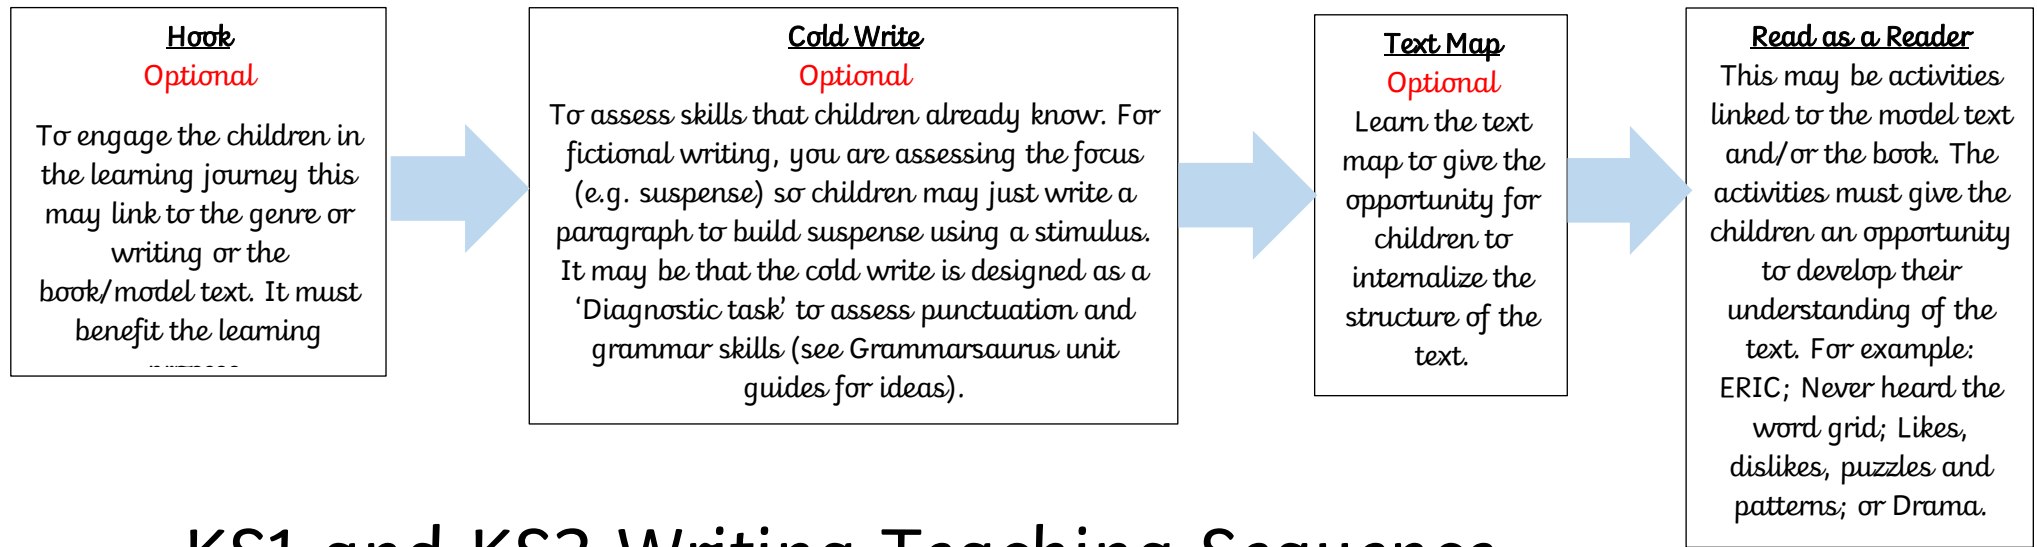 Hook
Optional
To engage the children in
the learning journey this
may link to the genre or
writing or the
book/model text. It must
benefit the learning
Cold Write
Optional
To assess skills that children already know. For
fictional writing, you are assessing the focus
(e.g. suspense) so children may just write a
paragraph to build suspense using a stimulus.
It may be that the cold write is designed as a
‘Diagnostic task’ to assess punctuation and
grammar skills (see Grammarsaurus unit
guides for ideas).
Text Map
Optional
Learn the text
map to give the
opportunity for
children to
internalize the
structure of the
text.
Read as a Reader
This may be activities
linked to the model text
and/or the book. The
activities must give the
children an opportunity
to develop their
understanding of the
text. For example:
ERIC; Never heard the
word grid; Likes,
dislikes, puzzles and
patterns; or Drama.
KS1 and KS2 Writing Teaching Sequence